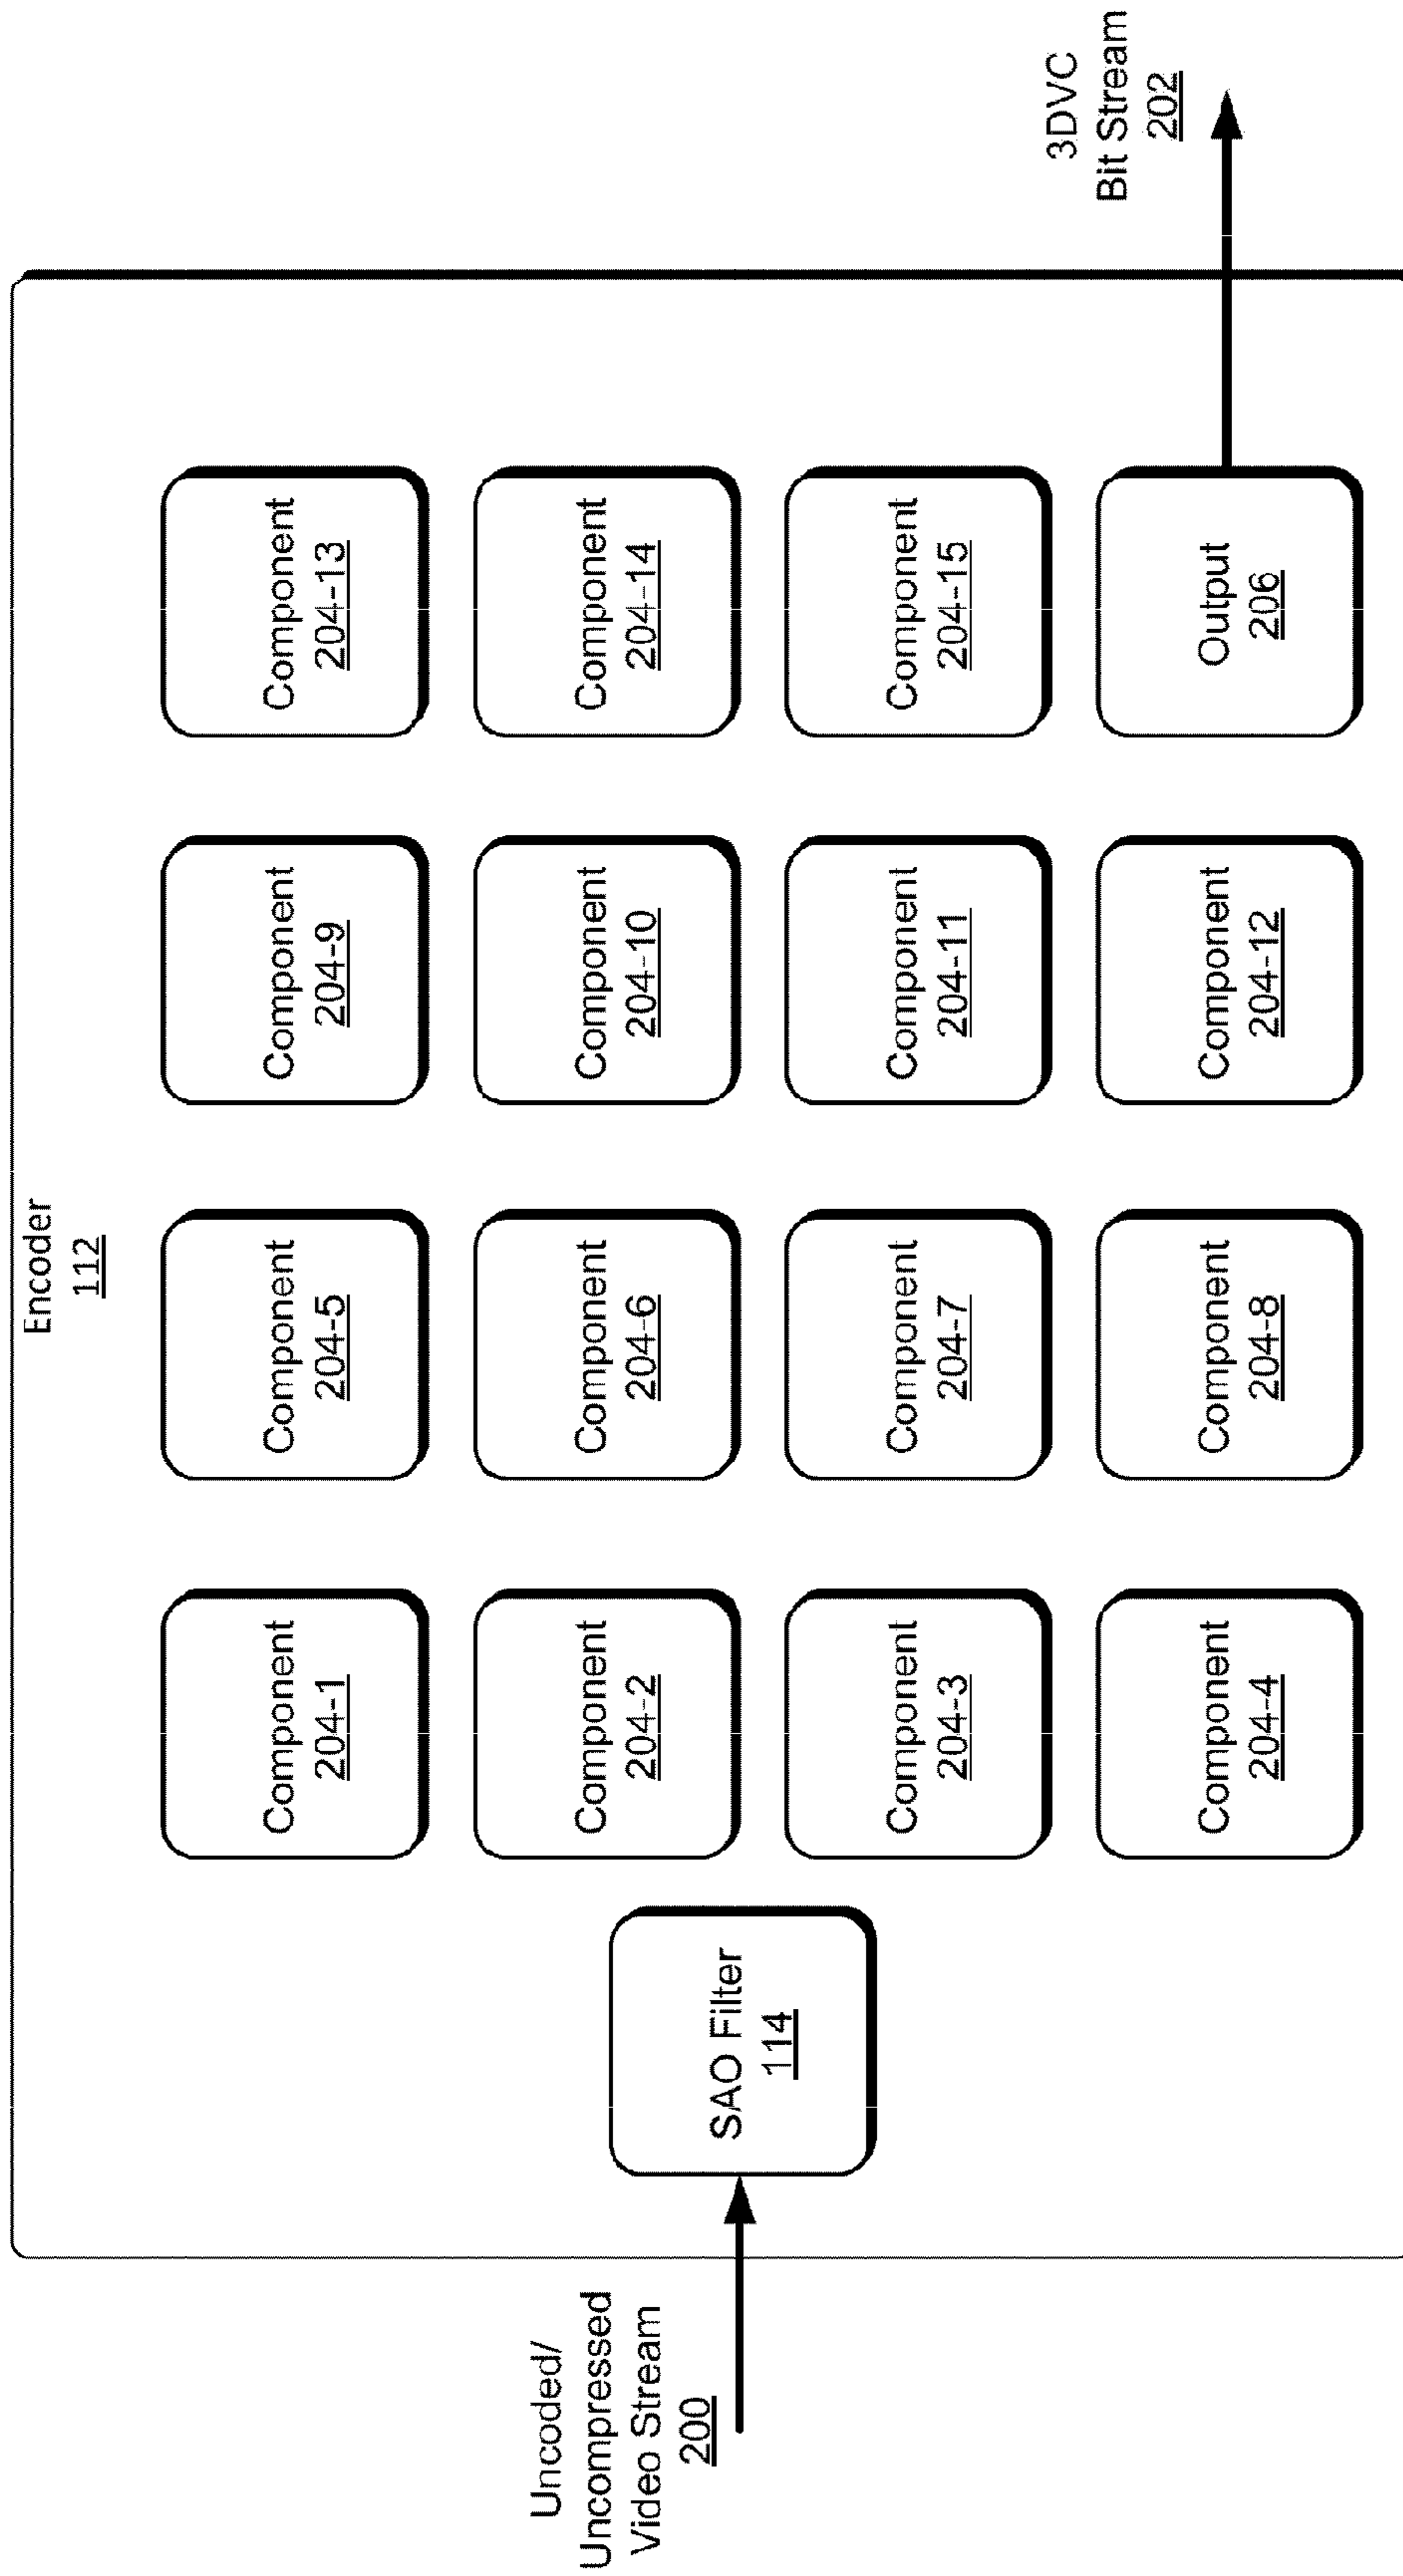 Encoder
112
Uncoded/
Uncompressed
Video Stream
200
SAO Filter
114
Component
204-1
Component
204-5
Component
204-9
Component
204-13
Component
204-2
Component
204-6
Component
204-10
Component
204-14
Component
204-3
Component
204-7
Component
204-11
Component
204-15
Component
204-4
Component
204-8
Component
204-12
Output
206
3DVC
Bit Stream
202